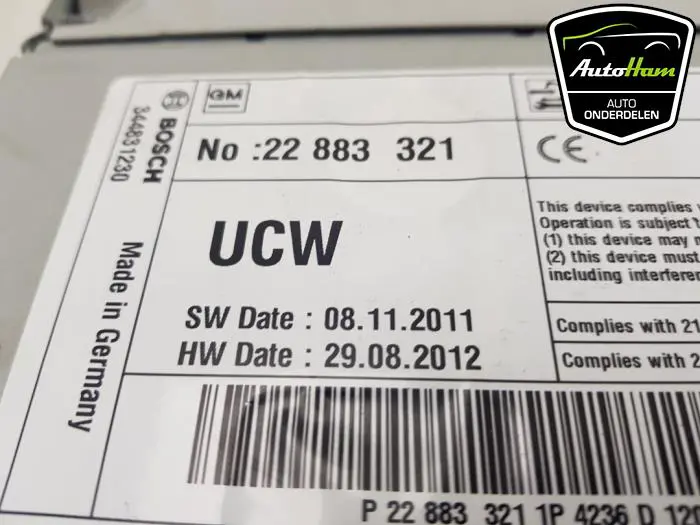 AutoHam
AUTO
ONDERDELEN
GM
BOSCH
344831230
Made in Germany
No :22 883 321
CE
UCW
SW Date : 08.11.2011
HW Date : 29.08.2012
This device complies
Operation is subject
(1) this device may
(2) this device must
including
Complies with 21
Complies with 2
P 22 883 321 1P 4236 D